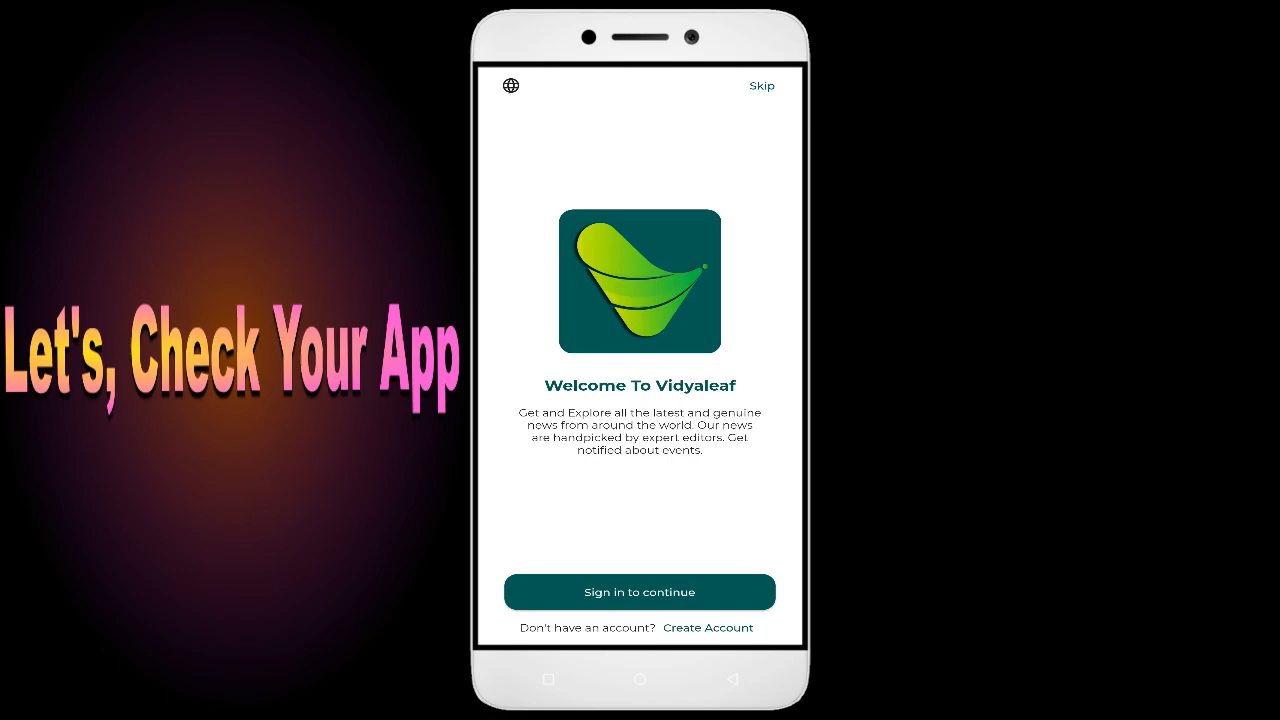 Let's, Check Your App
Skip
Welcome To Vidyaleaf
Get and Explore all the latest and genuine
news from around the world. Our news
are handpicked by expert editors. Get
notified about events.
Sign in to continue
Don't have an account? Create Account